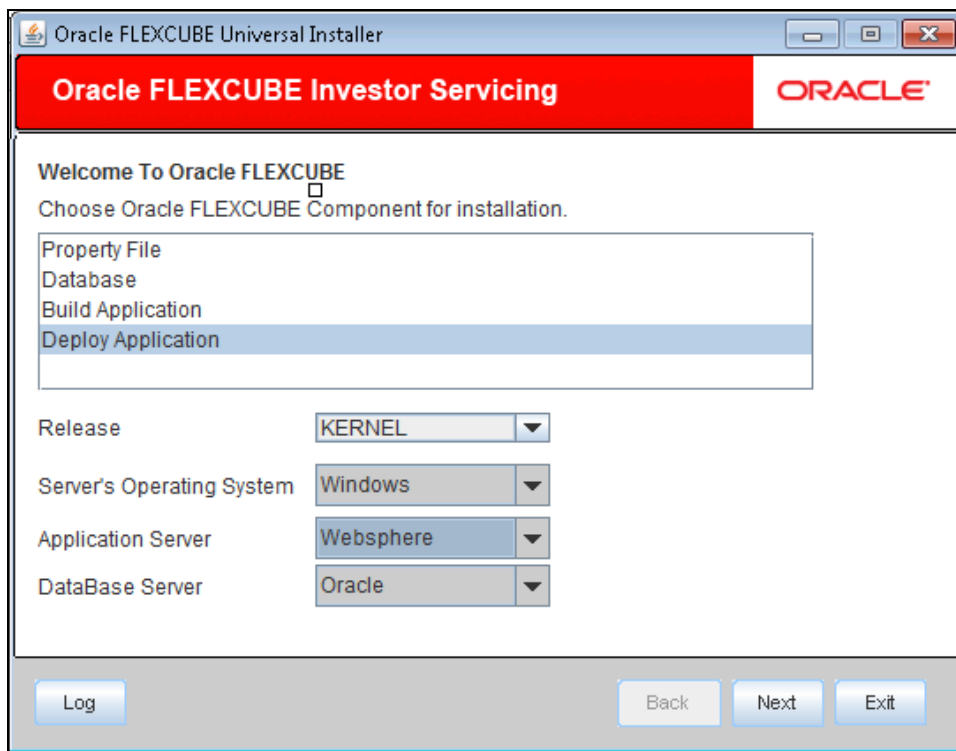 Oracle FLEXCUBE Universal Installer
Oracle FLEXCUBE Investor Servicing
ORACLE
Welcome To Oracle FLEXCUBE
Choose Oracle FLEXCUBE Component for installation.
Property File
Database
Build Application
Deploy Application
Release KERNEL
Server's Operating System Windows
Application Server Websphere
DataBase Server Oracle
Log Back Next Exit